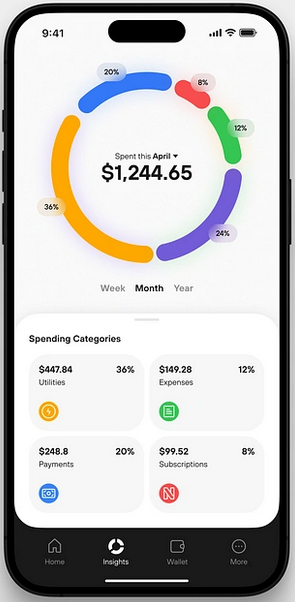 9:41
20%
8%
12%
Spent this April
$1,244.65
36%
24%
Week Month Year
Spending Categories
$447.84 36%
Utilities
$149.28 12%
Expenses
$248.8 20%
Payments
$99.52 8%
Subscriptions
Home Insights Wallet More